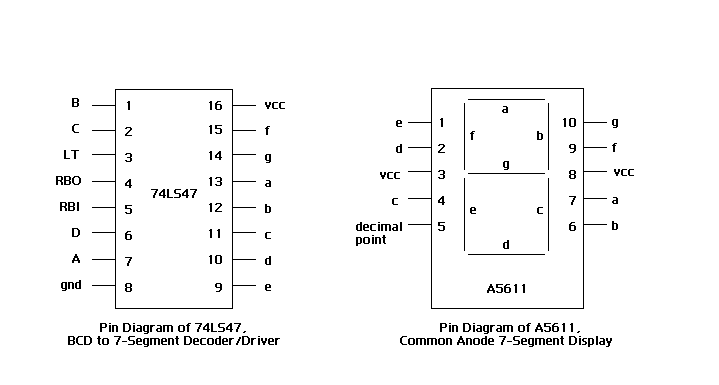 B 1 16 vcc
C 2 15 f
LT 3 14 g
RBO 4 13 a
74LS47
RBI 5 12 b
D 6 11 c
A 7 10 d
gnd 8 9 e
Pin Diagram of 74LS47,
BCD to 7-Segment Decoder/Driver
a
e 1 10 g
f b
d 2 9 f
g
vcc 3 8 vcc
c 4 7 a
e c
decimal
point 5 6 b
d
A5611
Pin Diagram of A5611,
Common Anode 7-Segment Display